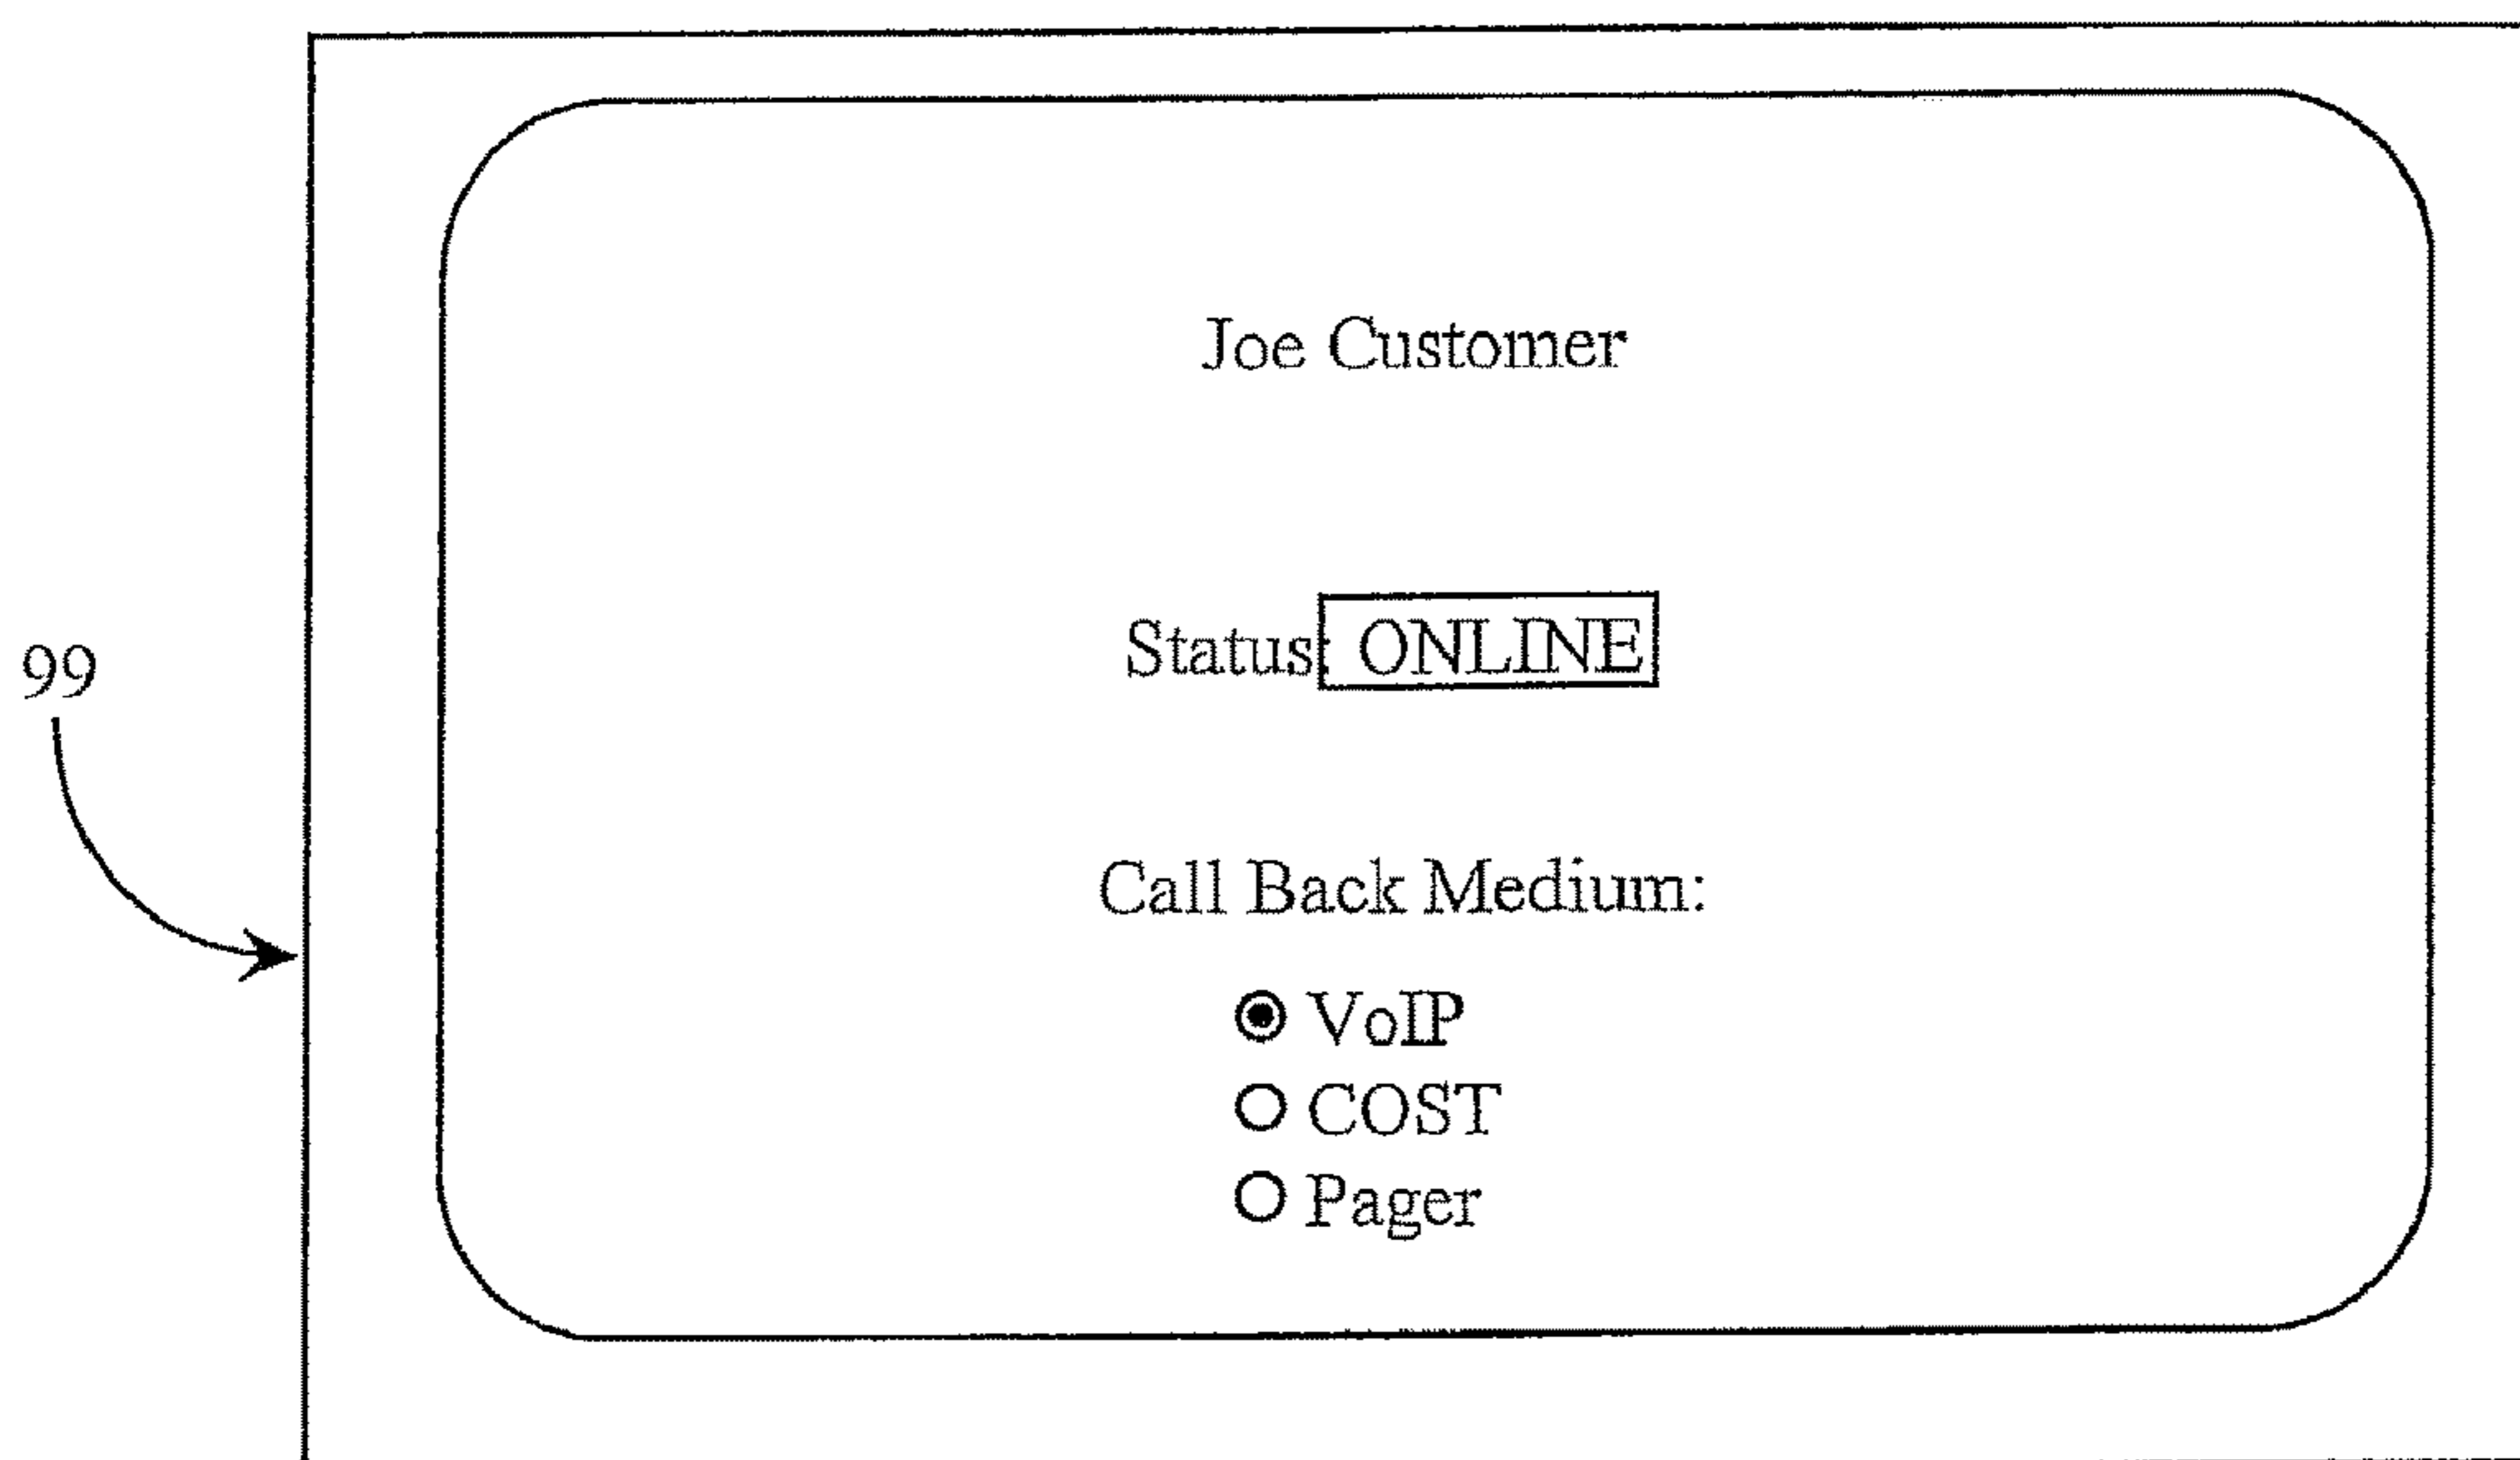 Joe Customer
Status: ONLINE
99
Call Back Medium:
VoIP
COST
Pager